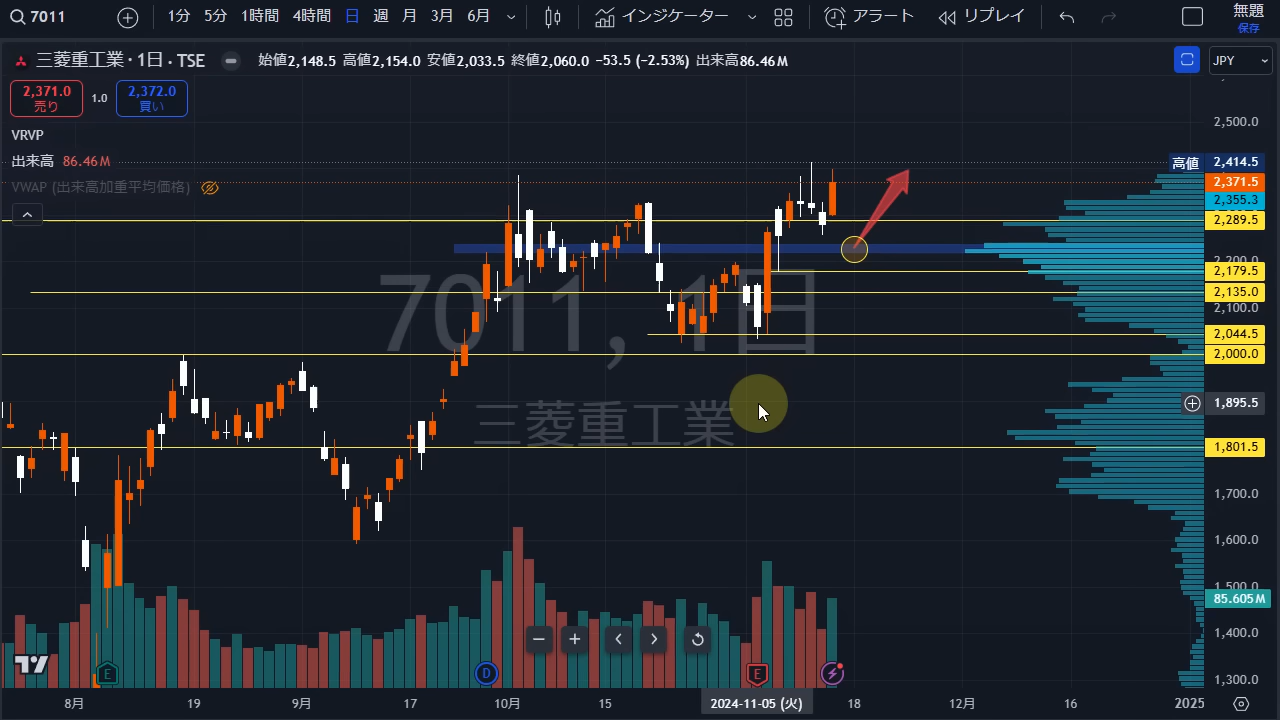 7011 1分 5分 1時間 4時間 日 週 月 3月 6月 インジケーター アラート リプレイ 無題
保存
三菱重工業・1日・TSE 始値2,148.5 高値2,154.0 安値2,033.5 終値2,060.0 -53.5 (-2.53%) 出来高86.46M JPY
2,371.0 売り 1.0 2,372.0 買い
VRVP
出来高 86.46M
VWAP (出来高加重平均価格)
2,500.0
高値 2,414.5
2,371.5
2,355.3
2,289.5
2,200.0
2,179.5
2,135.0
2,100.0
2,044.5
2,000.0
1,895.5
1,801.5
1,700.0
1,600.0
1,500.0
85.605M
1,400.0
1,300.0
7011, 1日
三菱重工業
E D E
8月 19 9月 17 10月 15 2024-11-05 (火) 18 12月 16 2025